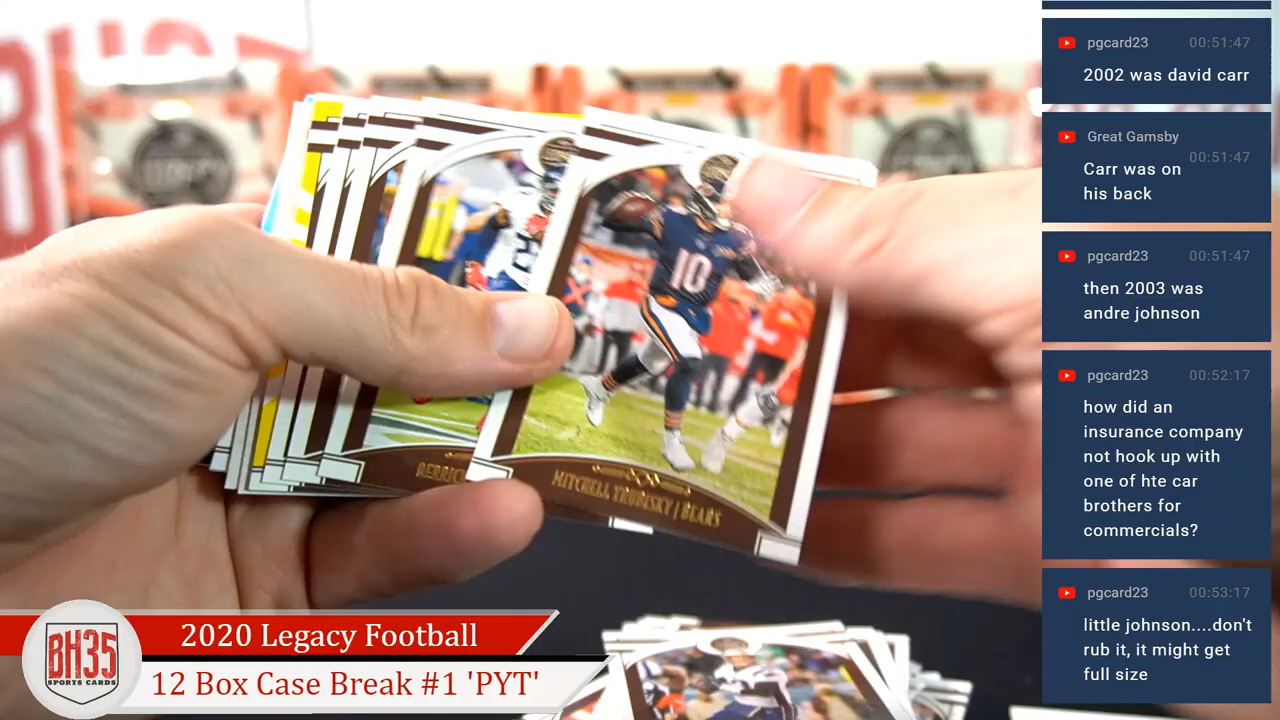 10
MITCHELL TRUBISKY | BEARS
BH35
SPORTS CARDS
2020 Legacy Football
12 Box Case Break #1 'PYT'
pgcard23 00:51:47
2002 was david carr
Great Gamsby 00:51:47
Carr was on
his back
pgcard23 00:51:47
then 2003 was
andre johnson
pgcard23 00:52:17
how did an
insurance company
not hook up with
one of hte car
brothers for
commercials?
pgcard23 00:53:17
little johnson....don't
rub it, it might get
full size